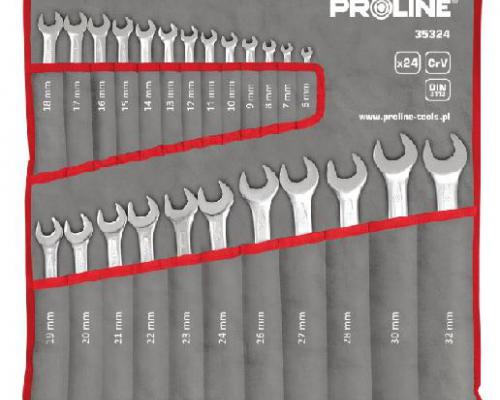 PROLINE®
35324
x24
CrV
DIN
www.proline-tools.pl
18 mm
17 mm
16 mm
15 mm
14 mm
13 mm
12 mm
11 mm
10 mm
9 mm
8 mm
7 mm
6 mm
19 mm
20 mm
21 mm
22 mm
23 mm
24 mm
26 mm
27 mm
28 mm
30 mm
32 mm